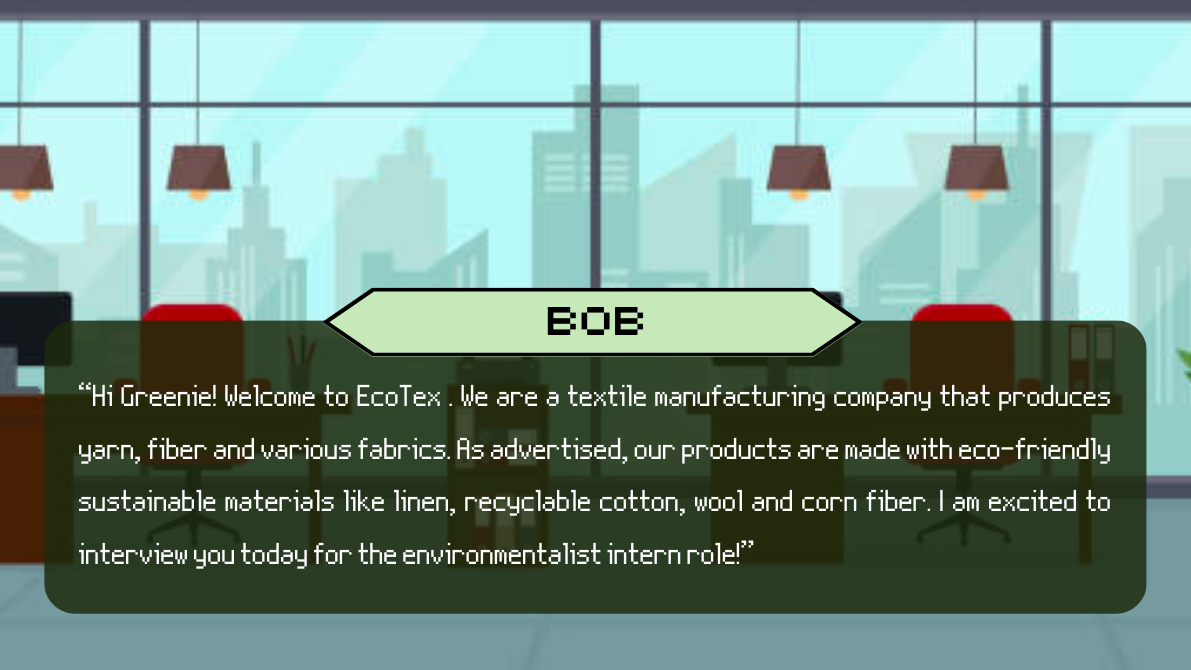 BOB
“Hi Greenie! Welcome to EcoTex . We are a textile manufacturing company that produces
yarn, fiber and various fabrics. As advertised, our products are made with eco-friendly
sustainable materials like linen, recyclable cotton, wool and corn fiber. I am excited to
interview you today for the environmentalist intern role!”